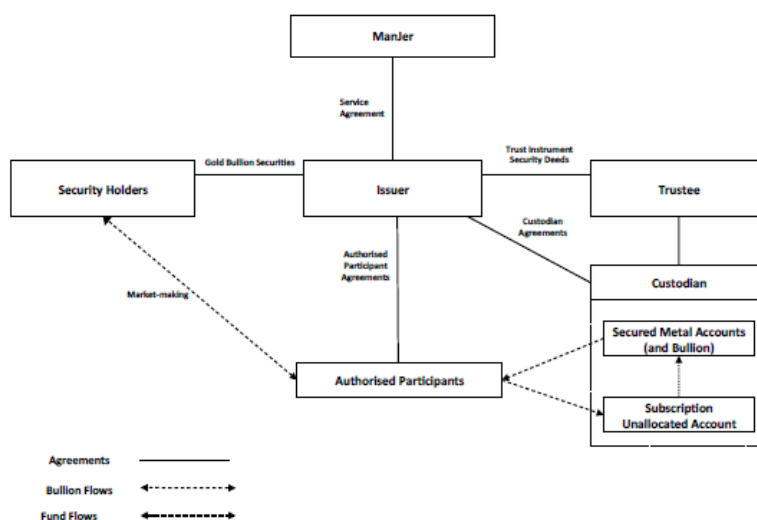 ManJer
Service
Agreement
Gold Bullion Securities
Trust Instrument
Security Deeds
Security Holders
Issuer
Trustee
Custodian
Agreements
Authorised
Participant
Agreements
Custodian
Market-making
Secured Metal Accounts
(and Bullion)
Authorised Participants
Subscription
Unallocated Account
Agreements
Bullion Flows
Fund Flows